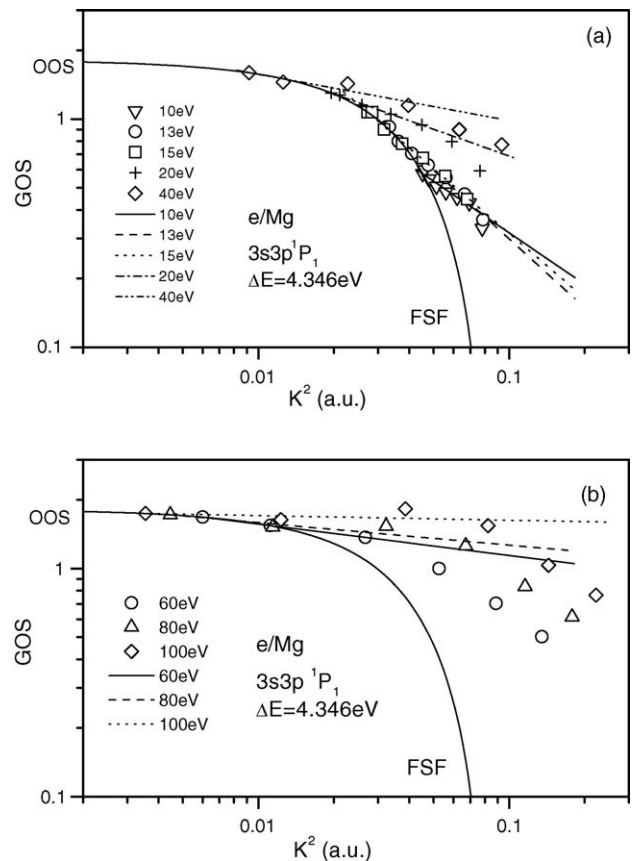 (a)
OOS
1
0.1
GOS
10eV
13eV
15eV
20eV
40eV
10eV
13eV
15eV
20eV
40eV
e/Mg
3s3p ¹P₁
ΔE=4.346eV
FSF
0.01
0.1
K² (a.u.)
(b)
OOS
1
0.1
GOS
60eV
80eV
100eV
60eV
80eV
100eV
e/Mg
3s3p ¹P₁
ΔE=4.346eV
FSF
0.01
0.1
K² (a.u.)